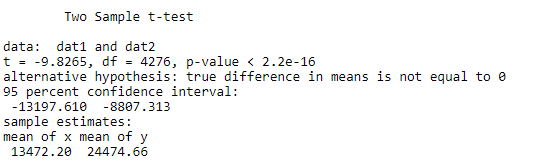 Two Sample t-test
data:  dat1 and dat2
t = -9.8265, df = 4276, p-value < 2.2e-16
alternative hypothesis: true difference in means is not equal to 0
95 percent confidence interval:
 -13197.610  -8807.313
sample estimates:
mean of x mean of y
 13472.20  24474.66